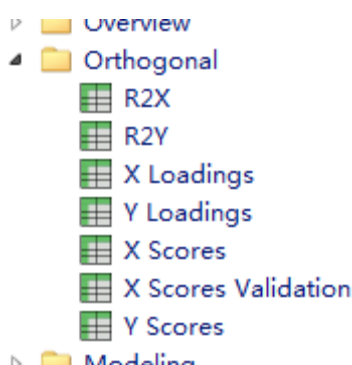 Overview
Orthogonal
R2X
R2Y
X Loadings
Y Loadings
X Scores
X Scores Validation
Y Scores
Modeling